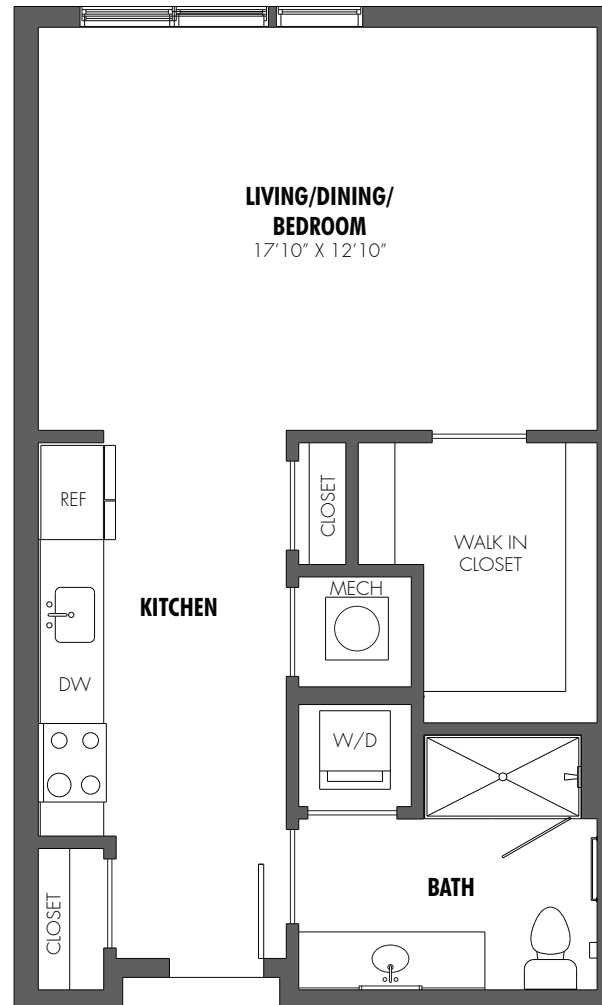 LIVING/DINING/
BEDROOM
17’10” X 12’10”
REF
CLOSET
WALK IN
CLOSET
MECH
KITCHEN
DW
W/D
BATH
CLOSET